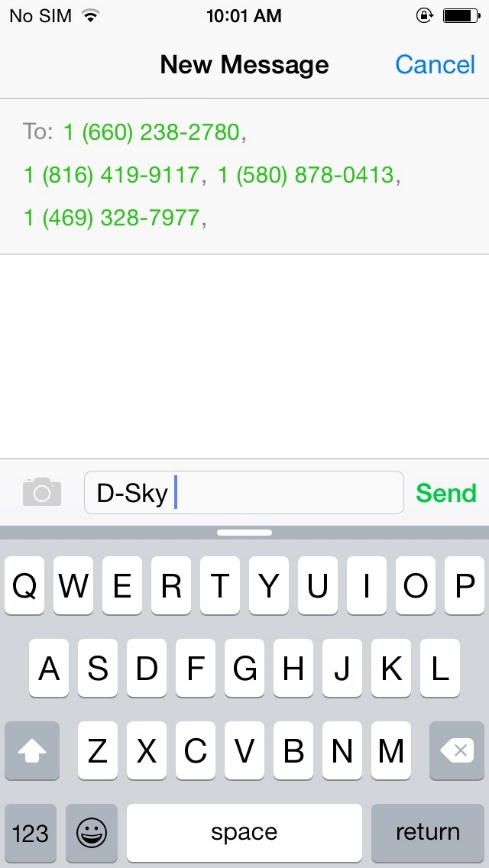 No SIM 10:01 AM
New Message Cancel
To: 1 (660) 238-2780,
1 (816) 419-9117, 1 (580) 878-0413,
1 (469) 328-7977,
D-Sky Send
Q W E R T Y U I O P
A S D F G H J K L
Z X C V B N M
123 space return